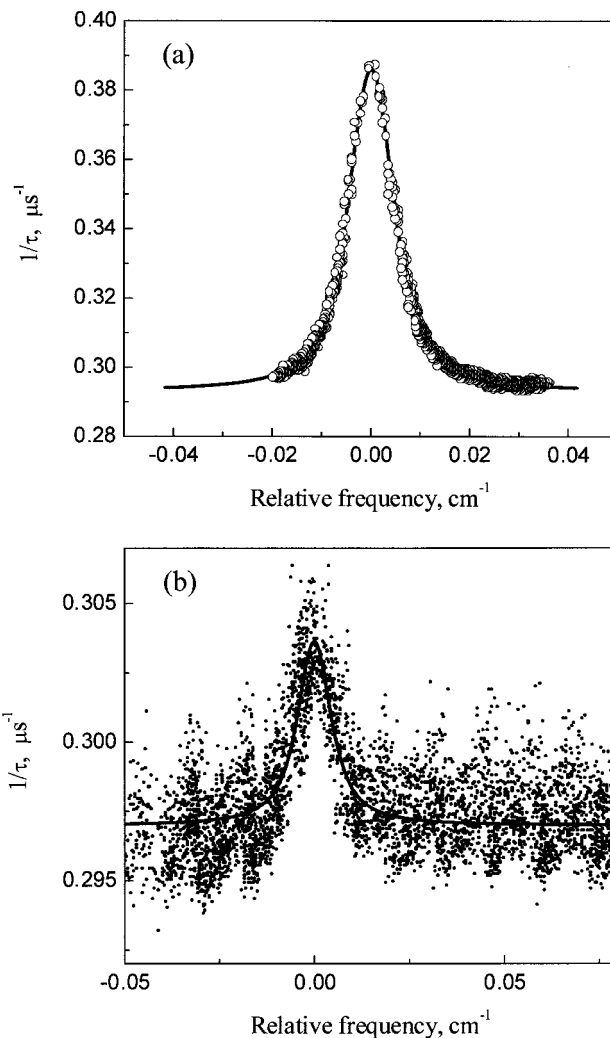 0.40
(a)
0.38
0.36
0.34
0.32
0.30
0.28
1/τ, μs⁻¹
-0.04 -0.02 0.00 0.02 0.04
Relative frequency, cm⁻¹
(b)
0.305
0.300
0.295
1/τ, μs⁻¹
-0.05 0.00 0.05
Relative frequency, cm⁻¹